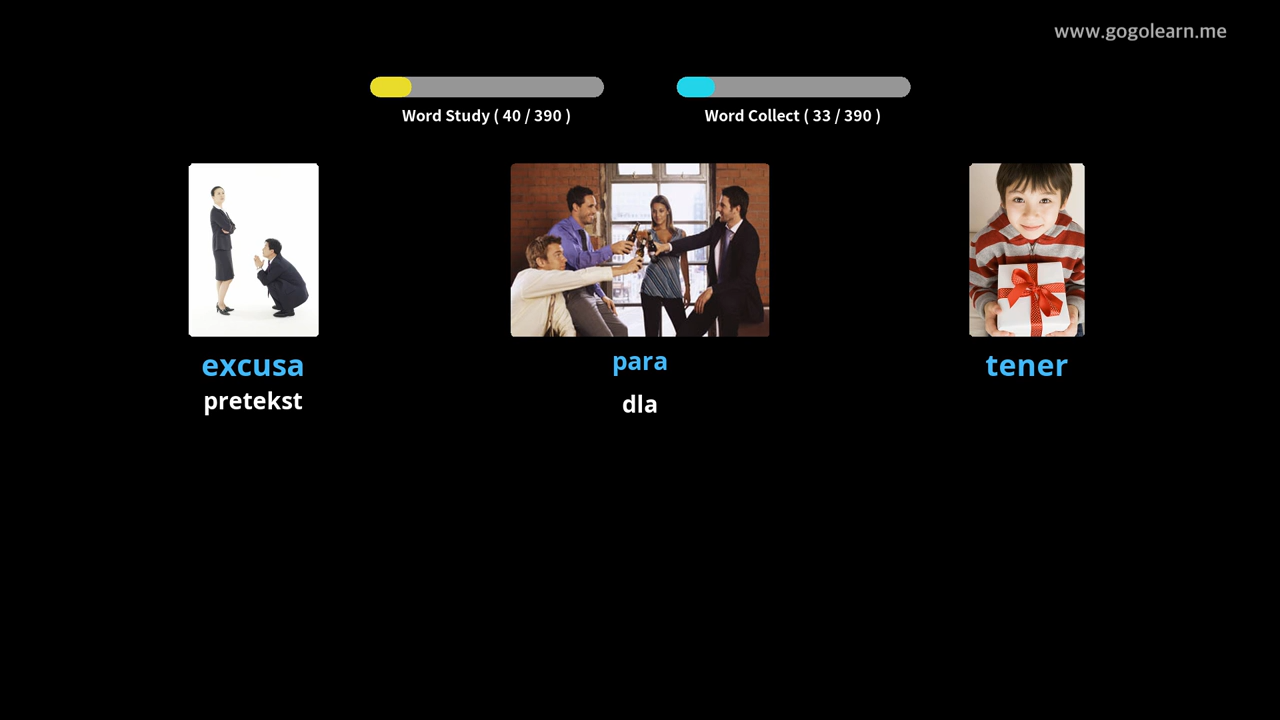 www.gogolearn.me
Word Study ( 40 / 390 )
Word Collect ( 33 / 390 )
excusa
pretekst
para
dla
tener